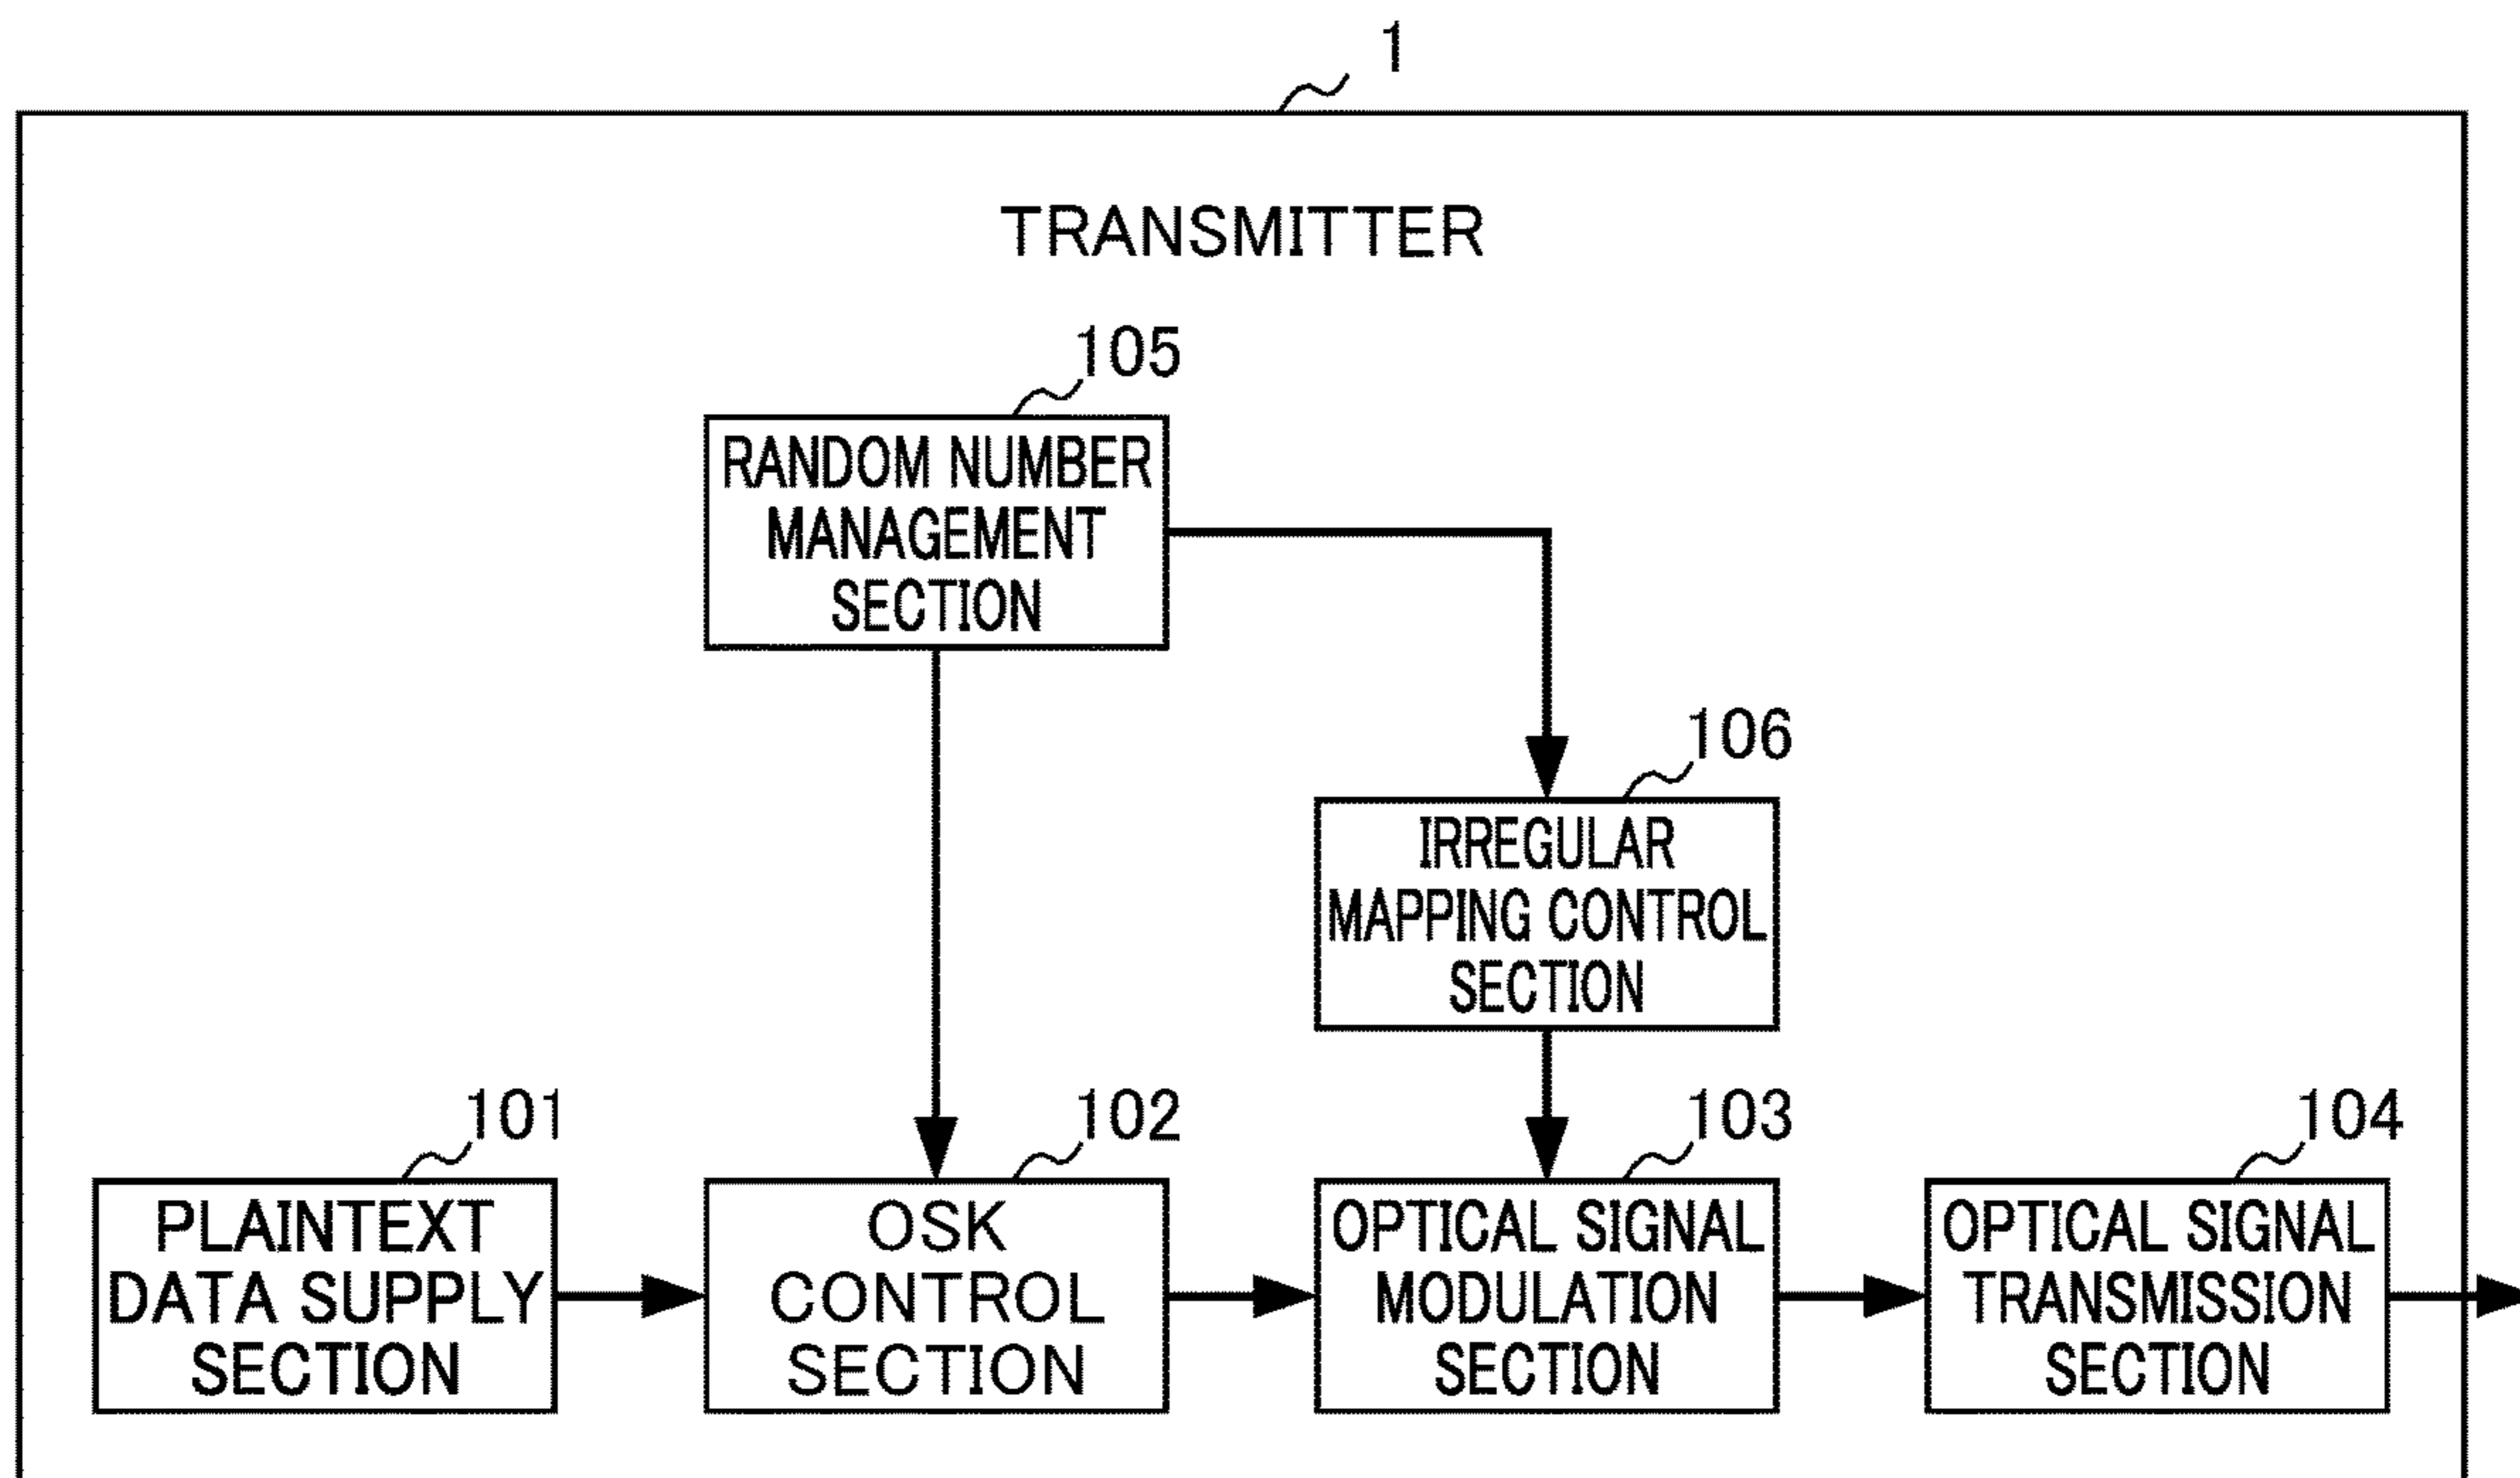 1
TRANSMITTER
105
RANDOM NUMBER
MANAGEMENT
SECTION
106
IRREGULAR
MAPPING CONTROL
SECTION
101
PLAINTEXT
DATA SUPPLY
SECTION
102
OSK
CONTROL
SECTION
103
OPTICAL SIGNAL
MODULATION
SECTION
104
OPTICAL SIGNAL
TRANSMISSION
SECTION